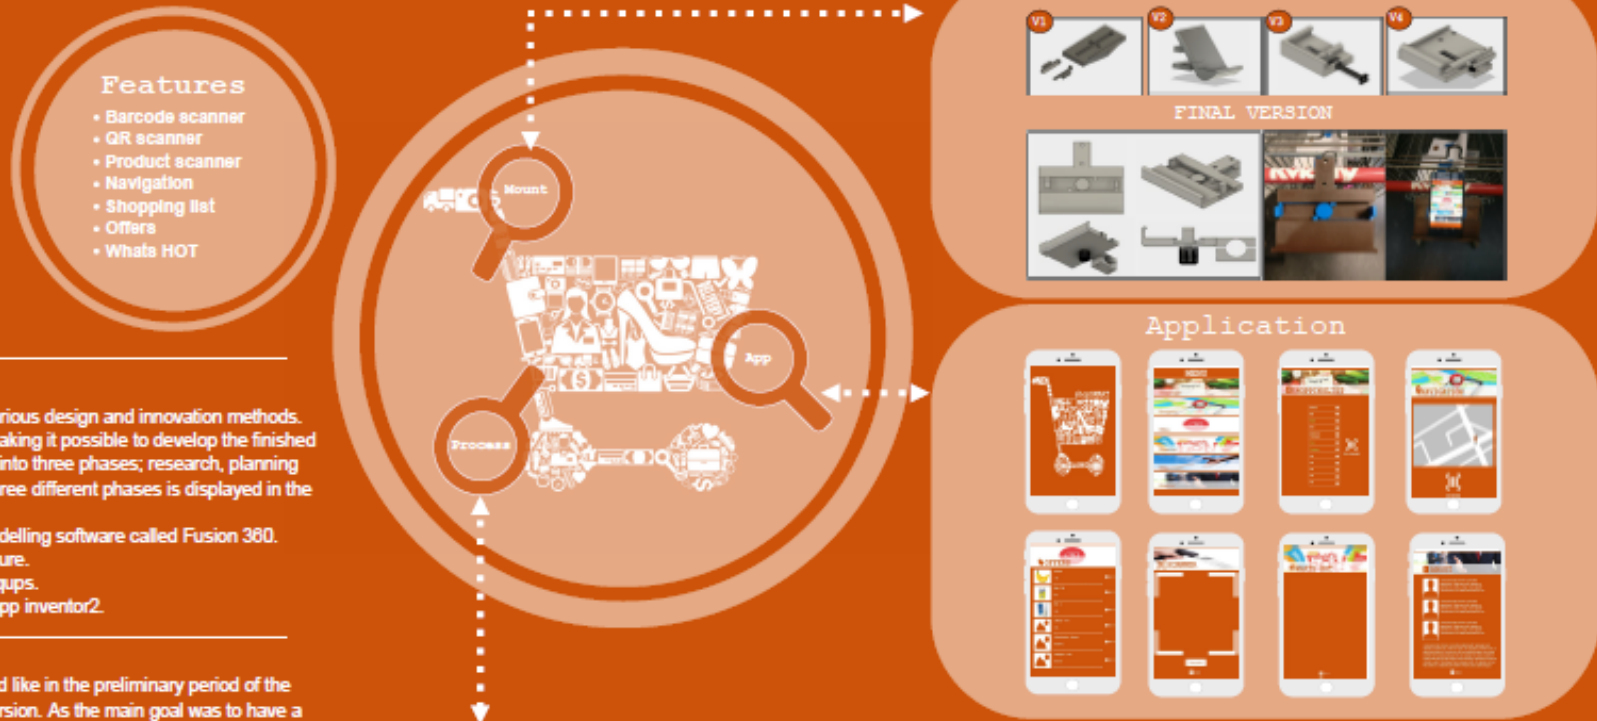 Features
• Barcode scanner
• QR scanner
• Product scanner
• Navigation
• Shopping list
• Offers
• Whats HOT
rious design and innovation methods.
aking it possible to develop the finished
into three phases; research, planning
ree different phases is displayed in the
delling software called Fusion 360.
ure.
pp inventor2.
d like in the preliminary period of the
rsion. As the main goal was to have a
Mount
App
Process
V1
V2
V3
V4
FINAL VERSION
Application